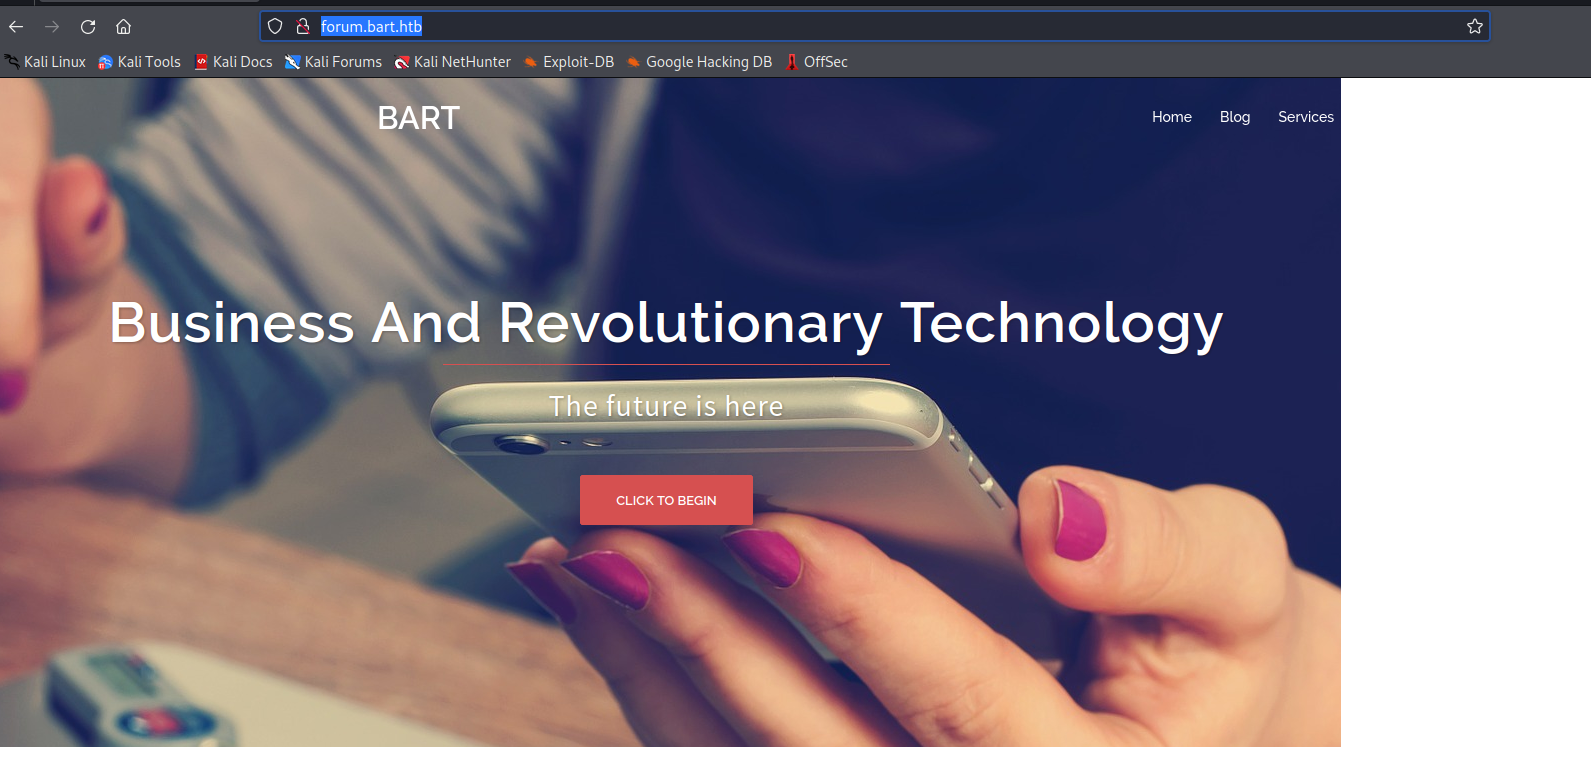 forum.bart.htb
Kali Linux Kali Tools Kali Docs Kali Forums Kali NetHunter Exploit-DB Google Hacking DB OffSec
BART Home Blog Services
Business And Revolutionary Technology
The future is here
CLICK TO BEGIN